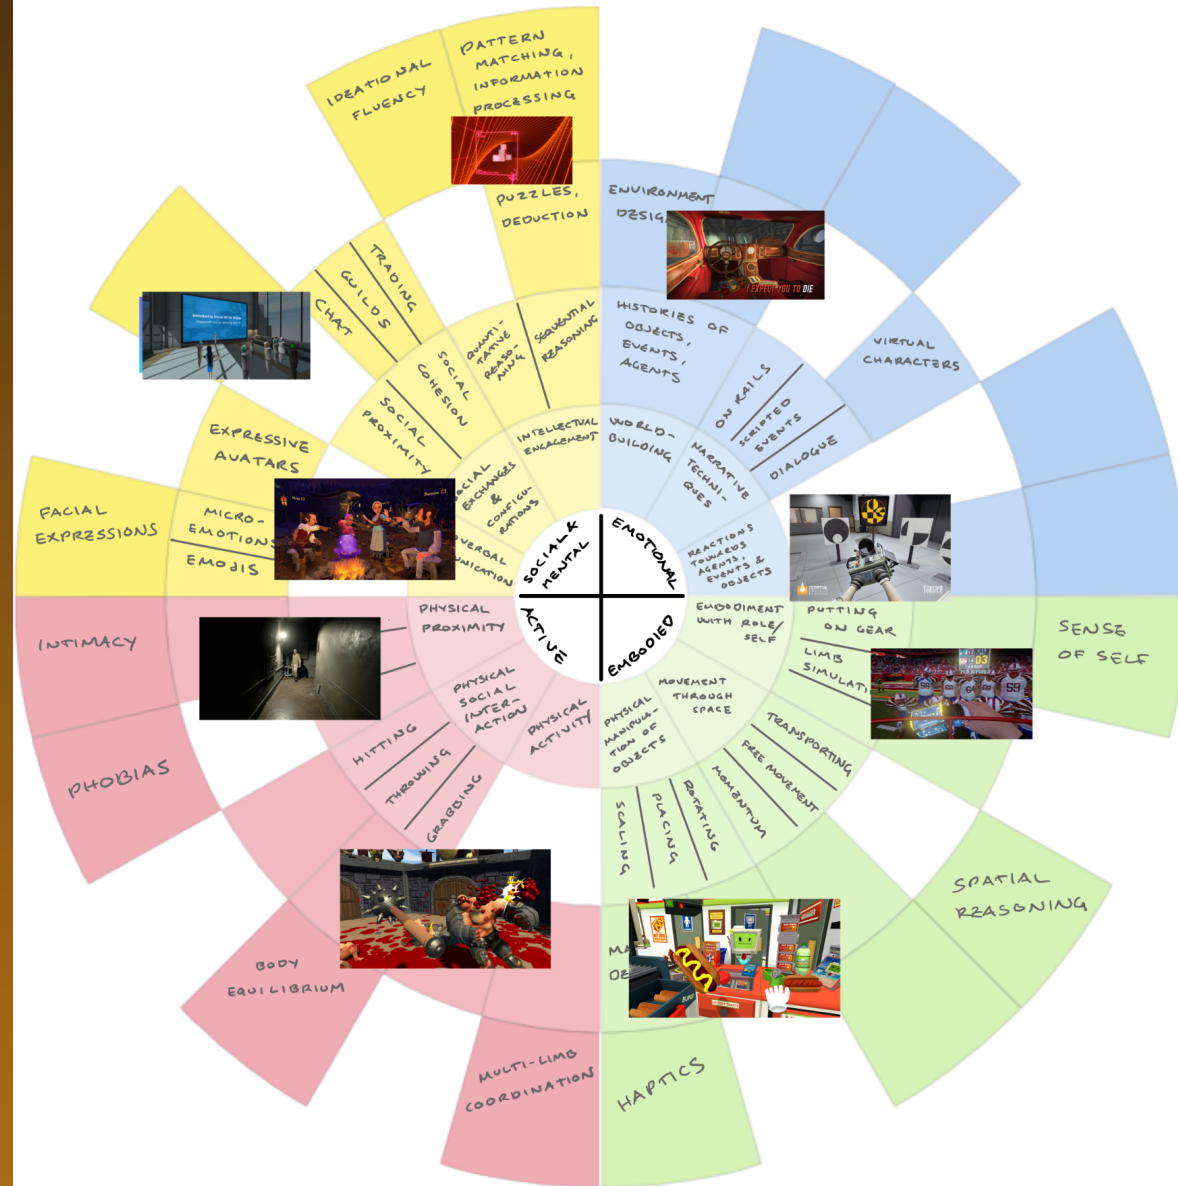 IDEATIONAL
FLUENCY
PATTERN
MATCHING,
INFORMATION
PROCESSING
PUZZLES,
DEDUCTION
ENVIRONMENT
I EXPECT YOU TO DIE
TRADING
GUILDS
CHAT
QUANTI-
TATIVE
REASO-
NING
SEQUENTIAL
REASONING
HISTORIES OF
OBJECTS,
EVENTS,
AGENTS
VIRTUAL
CHARACTERS
ON RAILS
SCRIPTED
EVENTS
DIALOGUE
SOCIAL
COHESION
SOCIAL
PROXIMITY
INTELLECTUAL
ENGAGEMENT
WORLD-
BUILDING
NARRATIVE
TECHNI-
QUES
EXPRESSIVE
AVATARS
EXCHANGES
&
CONFIGU-
RATIONS
FACIAL
EXPRESSIONS
MICRO-
EMOTIONS
EMOJIS
SOCIAL &
MENTAL
EMOTIONAL
REACTIONS
TOWARDS
AGENTS,
EVENTS &
OBJECTS
ACTIVE
EMBODIED
INTIMACY
PHYSICAL
PROXIMITY
EMBODIMENT
WITH ROLE/
SELF
PUTTING
ON GEAR
LIMB
SENSE
OF SELF
03
59
64
59
PHYSICAL
SOCIAL
INTER-
ACTION
PHYSICAL
ACTIVITY
PHYSICAL
MANIPULA-
TION OF
OBJECTS
MOVEMENT
THROUGH
SPACE
PHOBIAS
HITTING
THROWING
GRABBING
SCALING
PLACING
ROTATING
MOMENTUM
FREE MOVEMENT
TRANSPORTING
SPATIAL
REASONING
BODY
EQUILIBRIUM
MULTI-LIMB
COORDINATION
HAPTICS